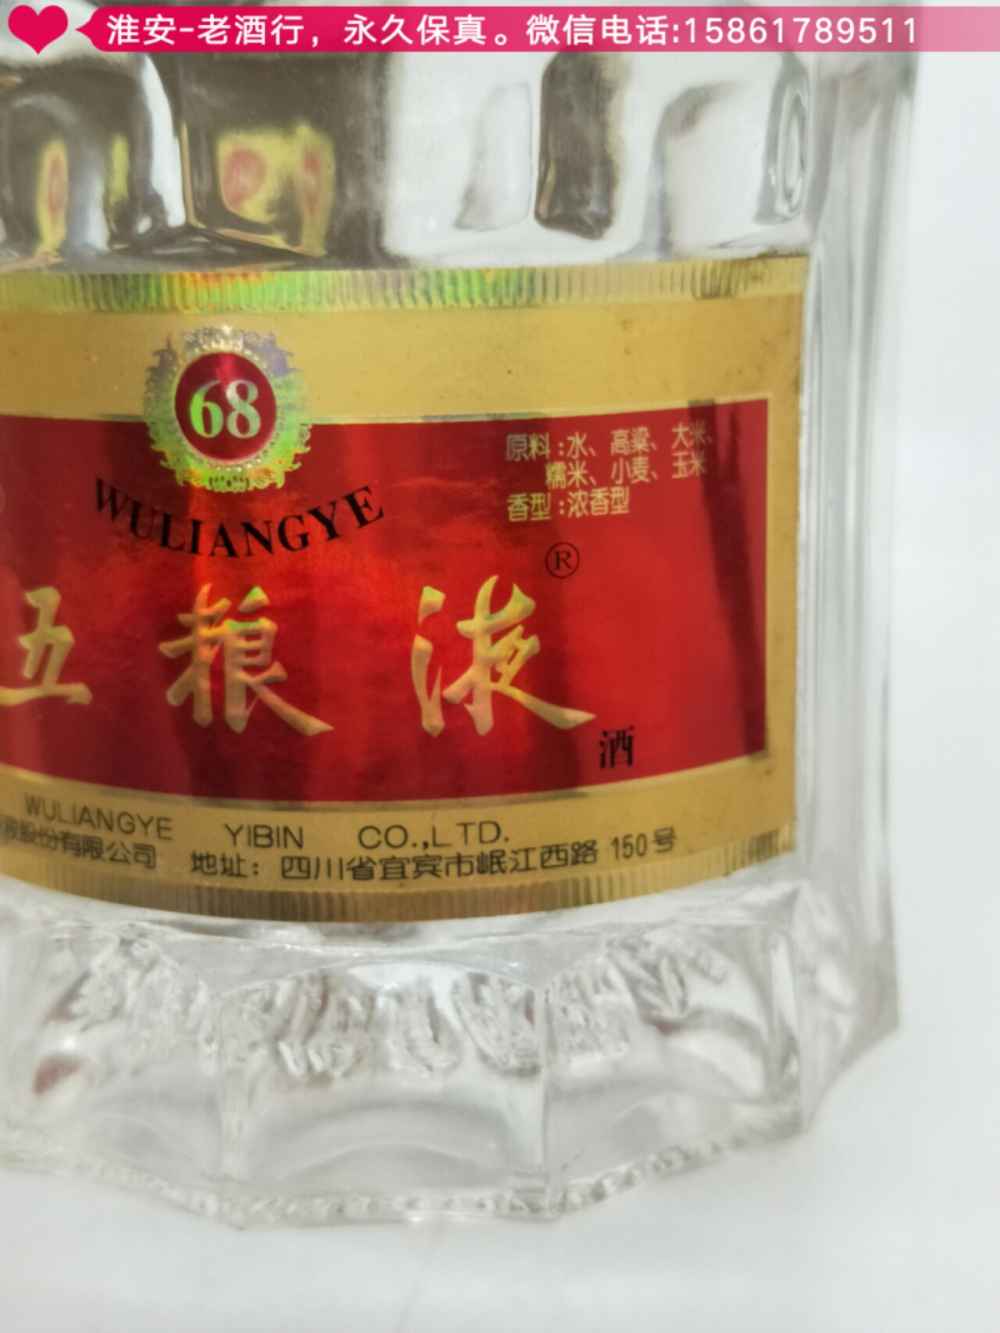 淮安-老酒行，永久保真。微信电话:15861789511
68
WULIANGYE
原料:水、高粱、大米、
糯米、小麦、玉米
香型:浓香型
®
五粮液
酒
WULIANGYE YIBIN CO.,LTD.
股份有限公司 地址：四川省宜宾市岷江西路 150号